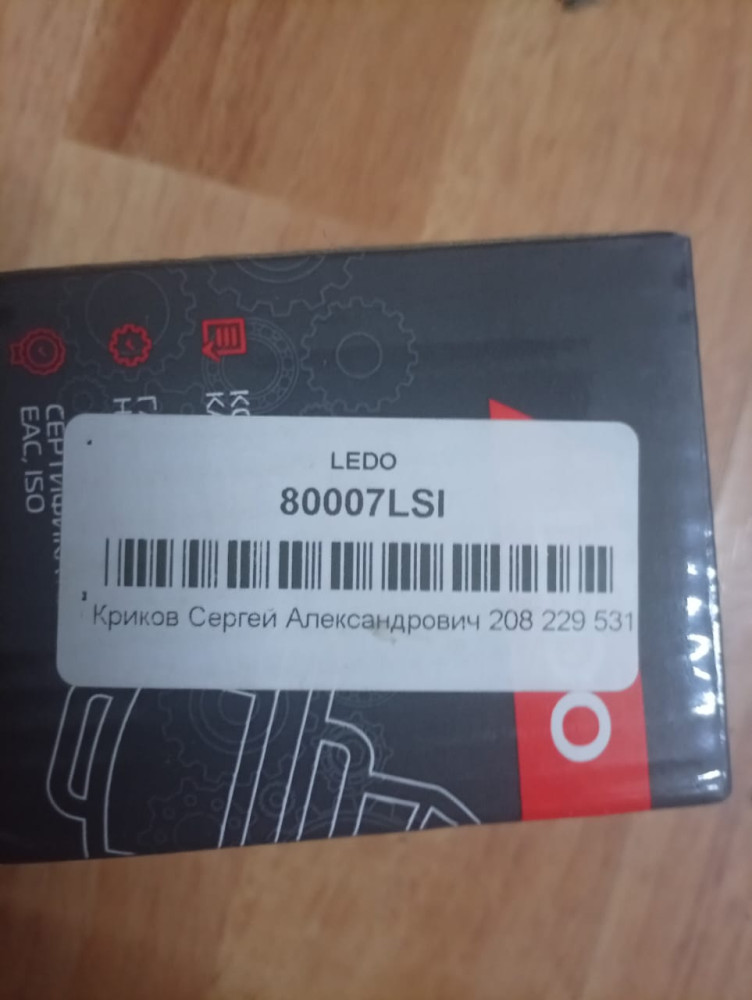 LEDO
80007LSI
Криков Сергей Александрович 208 229 531
EAC, ISO